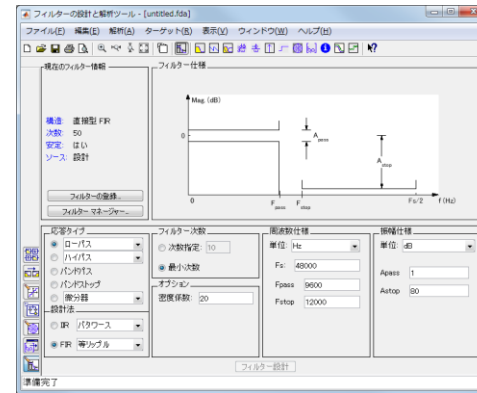 フィルターの設計と解析ツール - [untitled.fda]
ファイル(F) 編集(E) 解析(A) ターゲット(R) 表示(V) ウィンドウ(W) ヘルプ(H)
現在のフィルター情報
構造: 直接型 FIR
次数: 50
安定: はい
ソース: 設計
フィルターの登録...
フィルター マネージャー...
フィルター仕様
Mag. (dB)
0
A pass
A stop
0
F pass
F stop
Fs/2
f (Hz)
応答タイプ
ローパス
ハイパス
バンドパス
バンドストップ
微分器
設計法
IIR バタワース
FIR 等リップル
フィルター次数
次数指定: 10
最小次数
オプション
密度係数: 20
周波数仕様
単位: Hz
Fs: 48000
Fpass 9600
Fstop 12000
振幅仕様
単位: dB
Apass 1
Astop 80
フィルター設計
準備完了